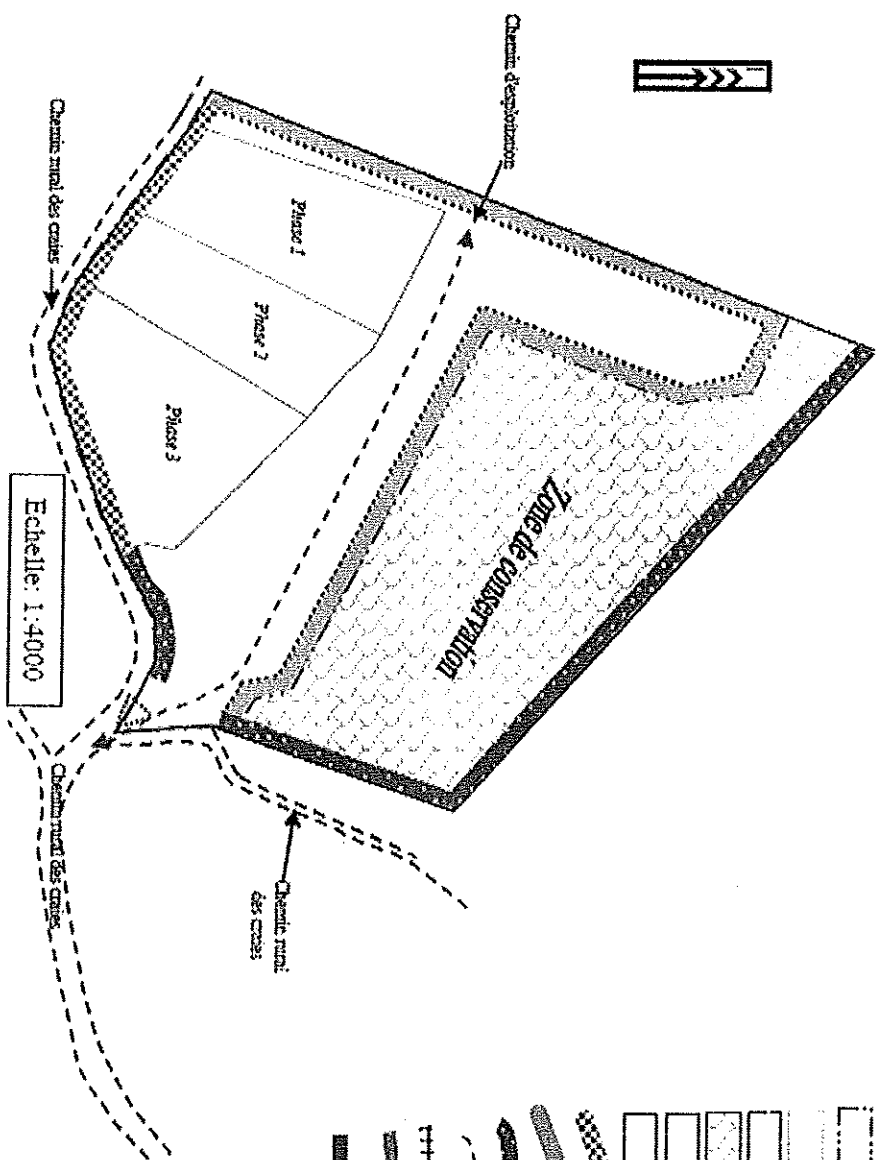 Chemin d'exploitation
Chemin rural des craies
Phase 1
Phase 2
Phase 3
Zone de conservation
Echelle: 1:4000
Chemin rural des craies
Chemin rural
des craies